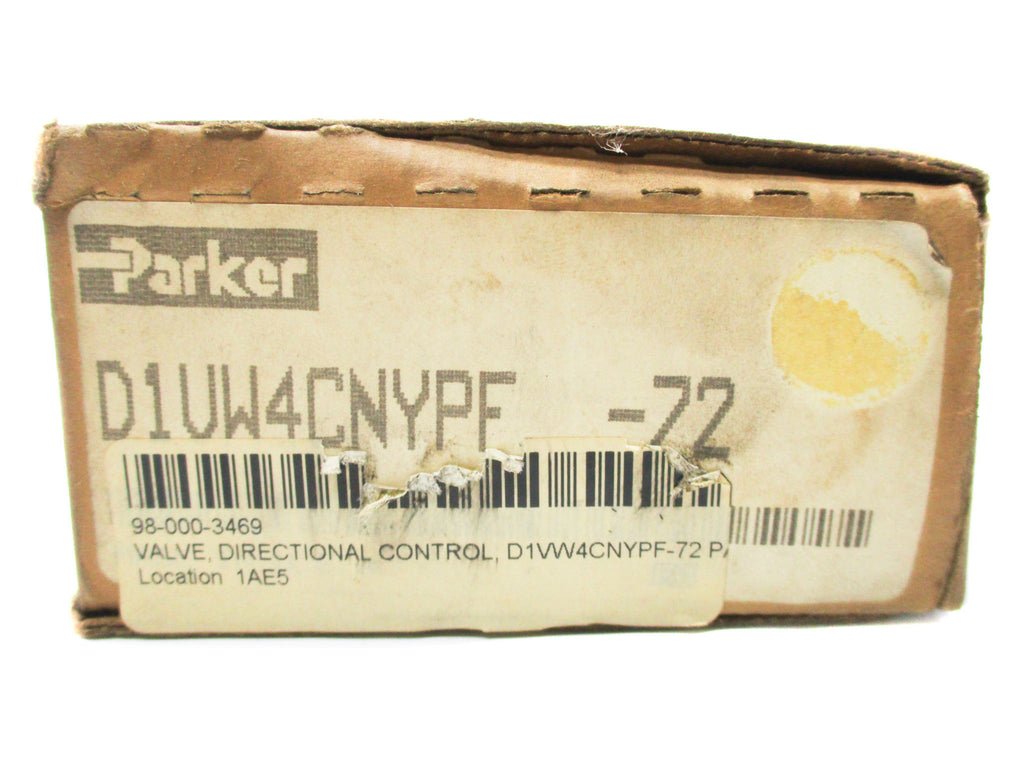 Parker
D1VW4CNYPF -72
98-000-3469
VALVE, DIRECTIONAL CONTROL, D1VW4CNYPF-72
Location 1AE5